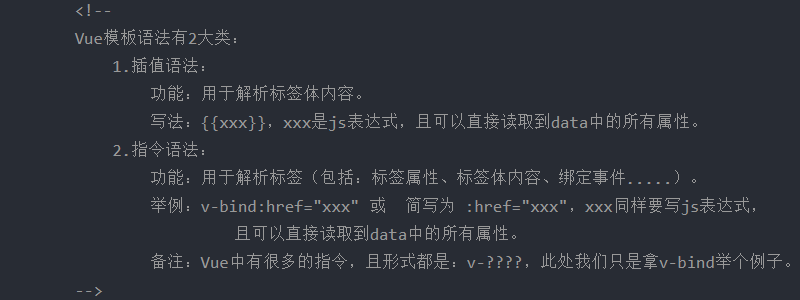 <!--
Vue模板语法有2大类：
1.插值语法：
功能：用于解析标签体内容。
写法：{{xxx}}，xxx是js表达式，且可以直接读取到data中的所有属性。
2.指令语法：
功能：用于解析标签（包括：标签属性、标签体内容、绑定事件.....）。
举例：v-bind:href="xxx" 或  简写为 :href="xxx"，xxx同样要写js表达式，
且可以直接读取到data中的所有属性。
备注：Vue中有很多的指令，且形式都是：v-????，此处我们只是拿v-bind举个例子。
-->